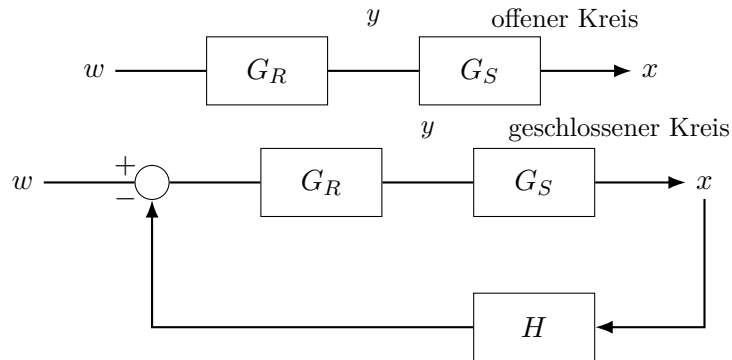 y offener Kreis
w G_R G_S x
y geschlossener Kreis
+
w G_R G_S x
−
H